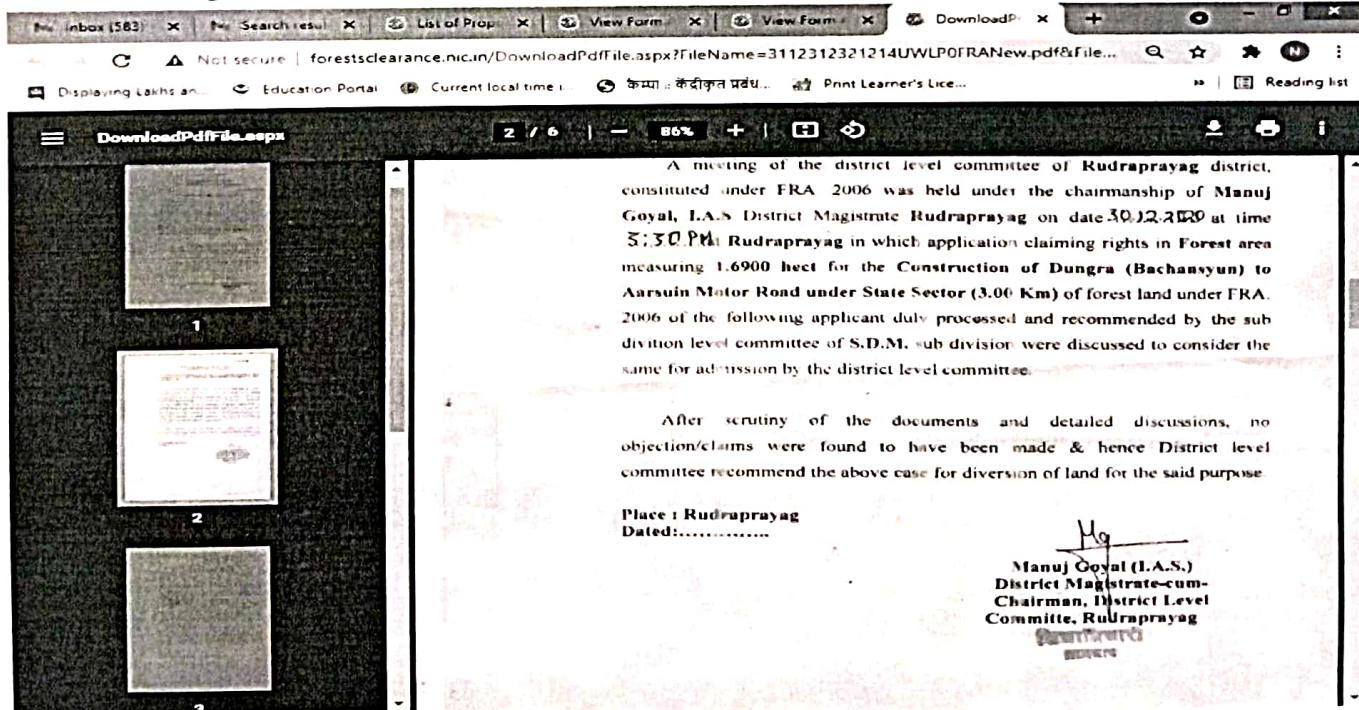 Inbox (583) Search resul List of Prop View Form View Form DownloadP
Not secure | forestsclearance.nic.in/DownloadPdfFile.aspx?FileName=3112312321214UWLP0FRANew.pdf&File...
Displaying Lakhs an... Education Portal Current local time i... कैम्पा :: केंद्रीकृत प्रबंध... Print Learner's Lice... » Reading list
DownloadPdfFile.aspx 2 / 6 | — 86% + |
A meeting of the district level committee of Rudraprayag district,
constituted under FRA 2006 was held under the chairmanship of Manuj
Goyal, I.A.S District Magistrate Rudraprayag on date 30.12.2020 at time
5:30 PM Rudraprayag in which application claiming rights in Forest area
measuring 1.6900 hect for the Construction of Dungra (Bachansyun) to
Aarsuin Motor Road under State Sector (3.00 Km) of forest land under FRA.
2006 of the following applicant duly processed and recommended by the sub
divition level committee of S.D.M. sub division were discussed to consider the
same for admission by the district level committee.
After scrutiny of the documents and detailed discussions, no
objection/claims were found to have been made & hence District level
committee recommend the above case for diversion of land for the said purpose.
Place : Rudraprayag
Dated:..............
Mg
Manuj Goyal (I.A.S.)
District Magistrate-cum-
Chairman, District Level
Committe, Rudraprayag
1
2
3